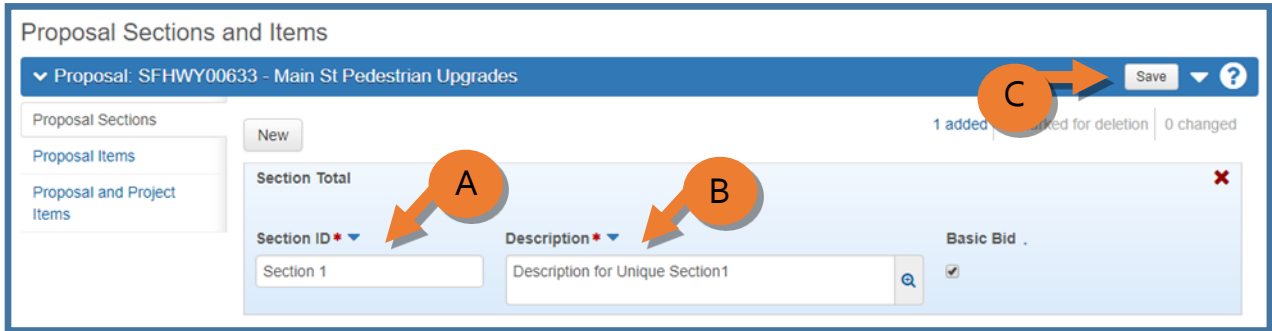 Proposal Sections and Items
Proposal: SFHWY00633 - Main St Pedestrian Upgrades
Save
?
C
Proposal Sections
Proposal Items
Proposal and Project
Items
New
1 added
for deletion
0 changed
Section Total
A
B
Section ID*
Description*
Basic Bid .
Section 1
Description for Unique Section1